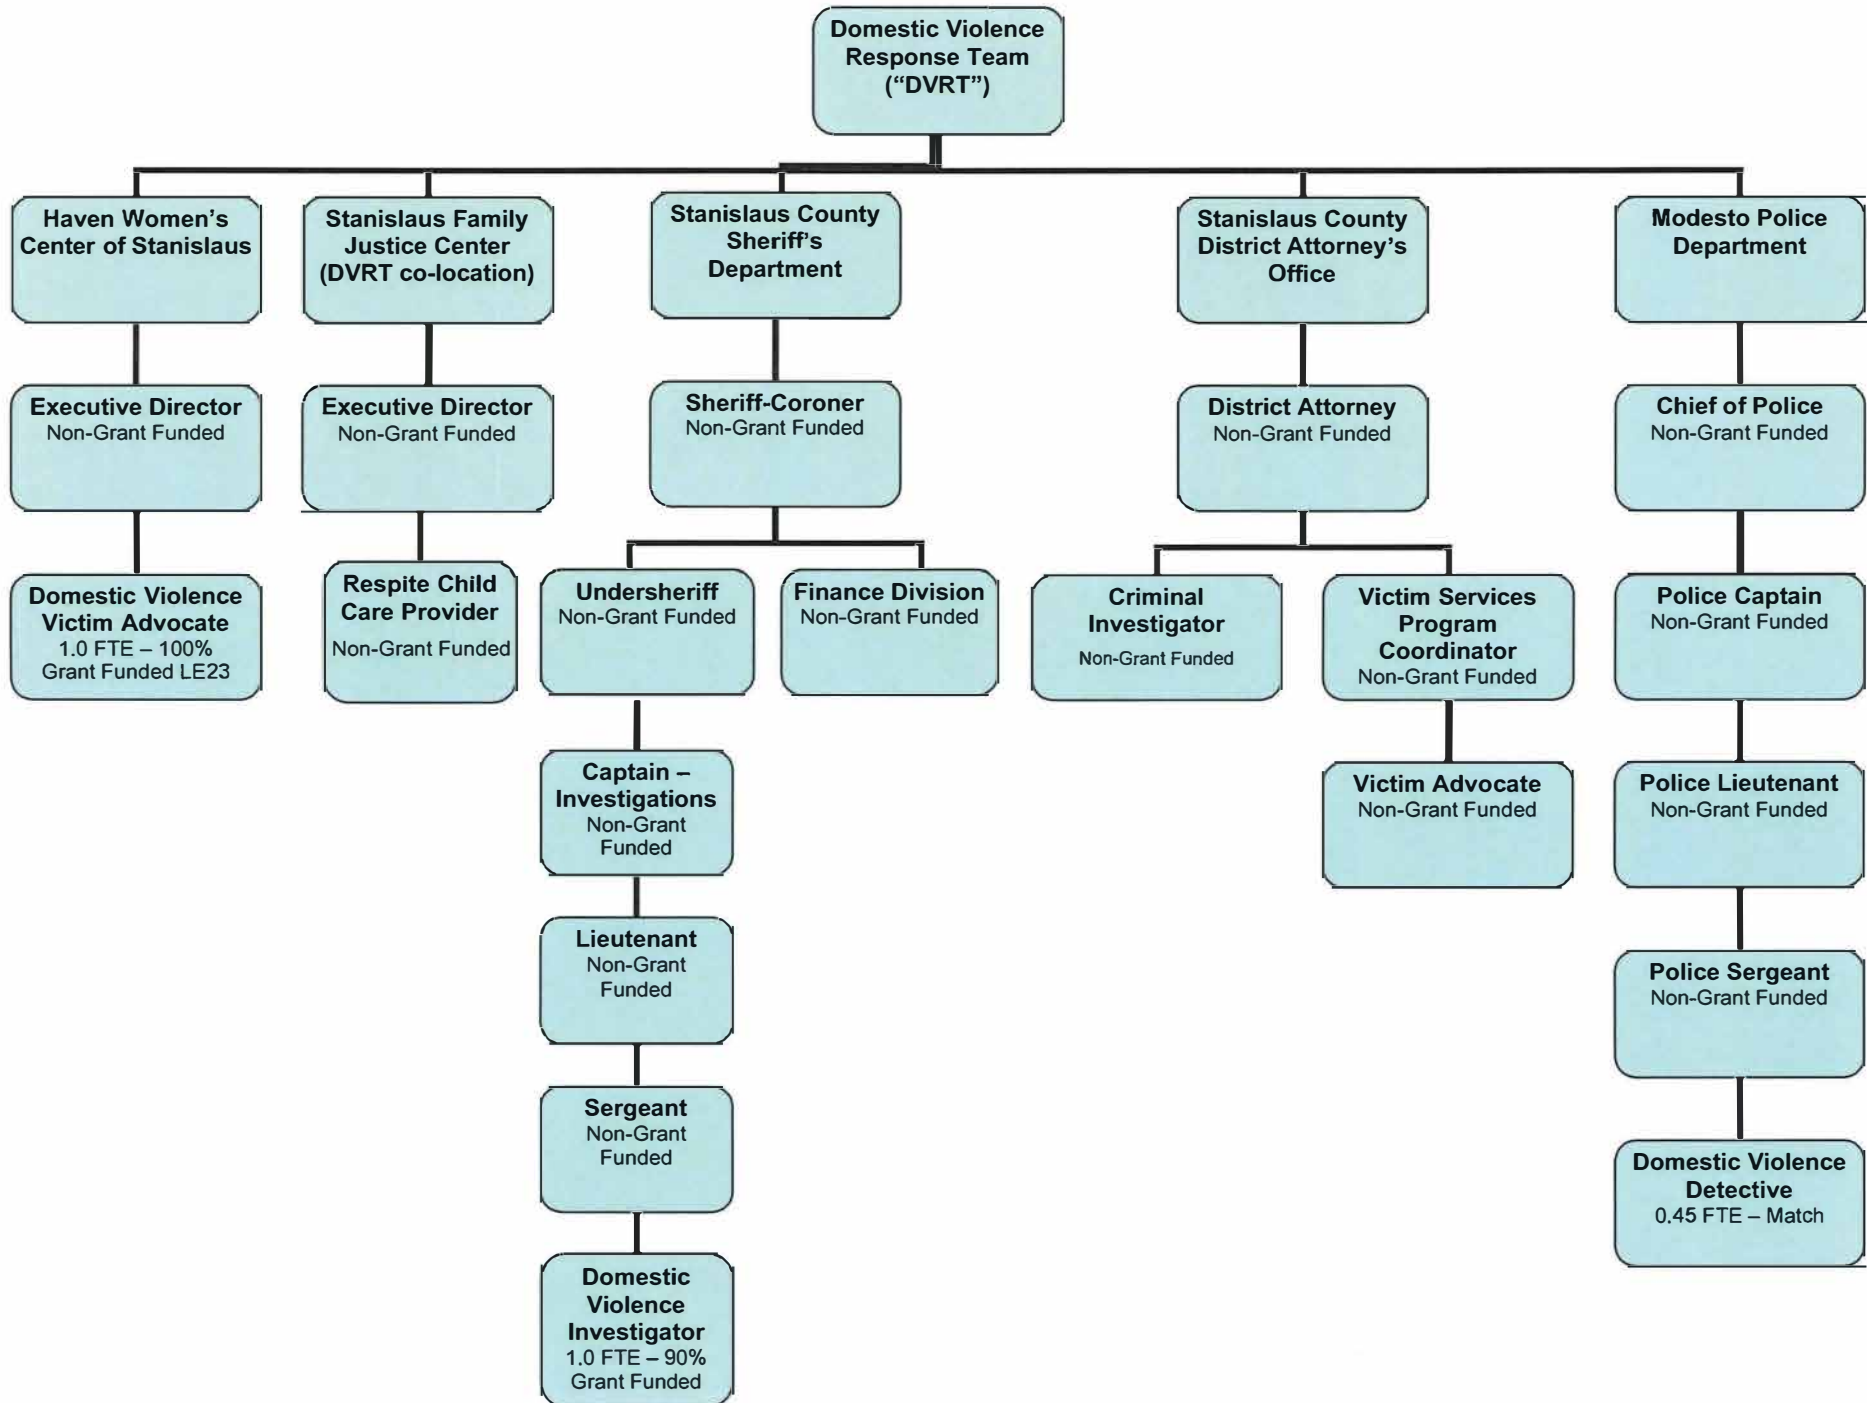 Domestic Violence
Response Team
(“DVRT”)
Haven Women’s
Center of Stanislaus
Stanislaus Family
Justice Center
(DVRT co-location)
Stanislaus County
Sheriff’s
Department
Stanislaus County
District Attorney’s
Office
Modesto Police
Department
Executive Director
Non-Grant Funded
Executive Director
Non-Grant Funded
Sheriff-Coroner
Non-Grant Funded
District Attorney
Non-Grant Funded
Chief of Police
Non-Grant Funded
Domestic Violence
Victim Advocate
1.0 FTE – 100%
Grant Funded LE23
Respite Child
Care Provider
Non-Grant Funded
Undersheriff
Non-Grant Funded
Finance Division
Non-Grant Funded
Criminal
Investigator
Non-Grant Funded
Victim Services
Program
Coordinator
Non-Grant Funded
Police Captain
Non-Grant Funded
Captain –
Investigations
Non-Grant
Funded
Victim Advocate
Non-Grant Funded
Police Lieutenant
Non-Grant Funded
Lieutenant
Non-Grant
Funded
Police Sergeant
Non-Grant Funded
Sergeant
Non-Grant
Funded
Domestic Violence
Detective
0.45 FTE – Match
Domestic
Violence
Investigator
1.0 FTE – 90%
Grant Funded